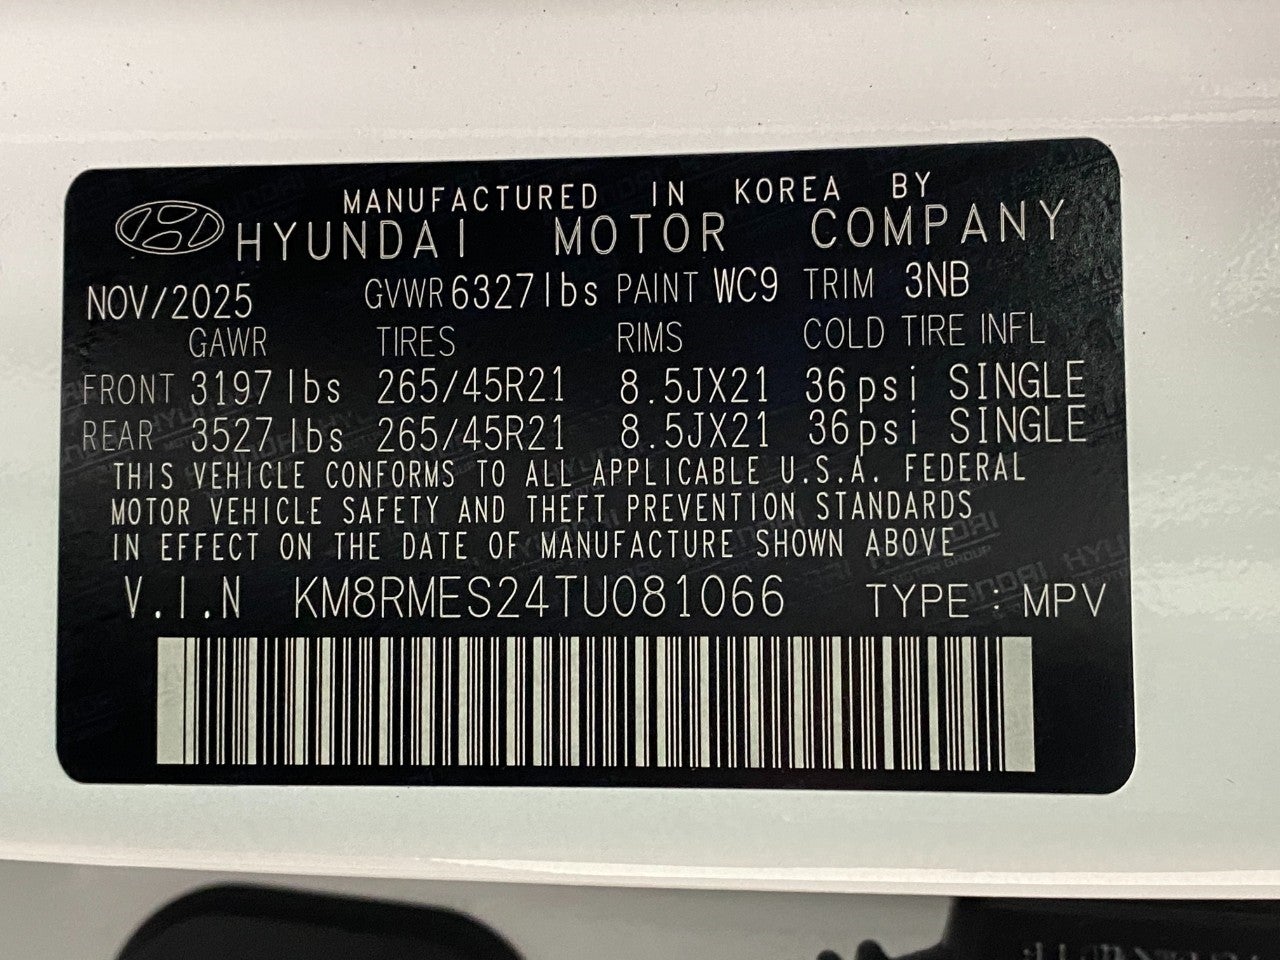 MANUFACTURED IN KOREA BY
HYUNDAI MOTOR COMPANY
NOV/2025 GVWR 6327lbs PAINT WC9 TRIM 3NB
GAWR TIRES RIMS COLD TIRE INFL
FRONT 3197lbs 265/45R21 8.5JX21 36psi SINGLE
REAR 3527lbs 265/45R21 8.5JX21 36psi SINGLE
THIS VEHICLE CONFORMS TO ALL APPLICABLE U.S.A. FEDERAL
MOTOR VEHICLE SAFETY AND THEFT PREVENTION STANDARDS
IN EFFECT ON THE DATE OF MANUFACTURE SHOWN ABOVE
V.I.N KM8RMES24TU081066 TYPE : MPV